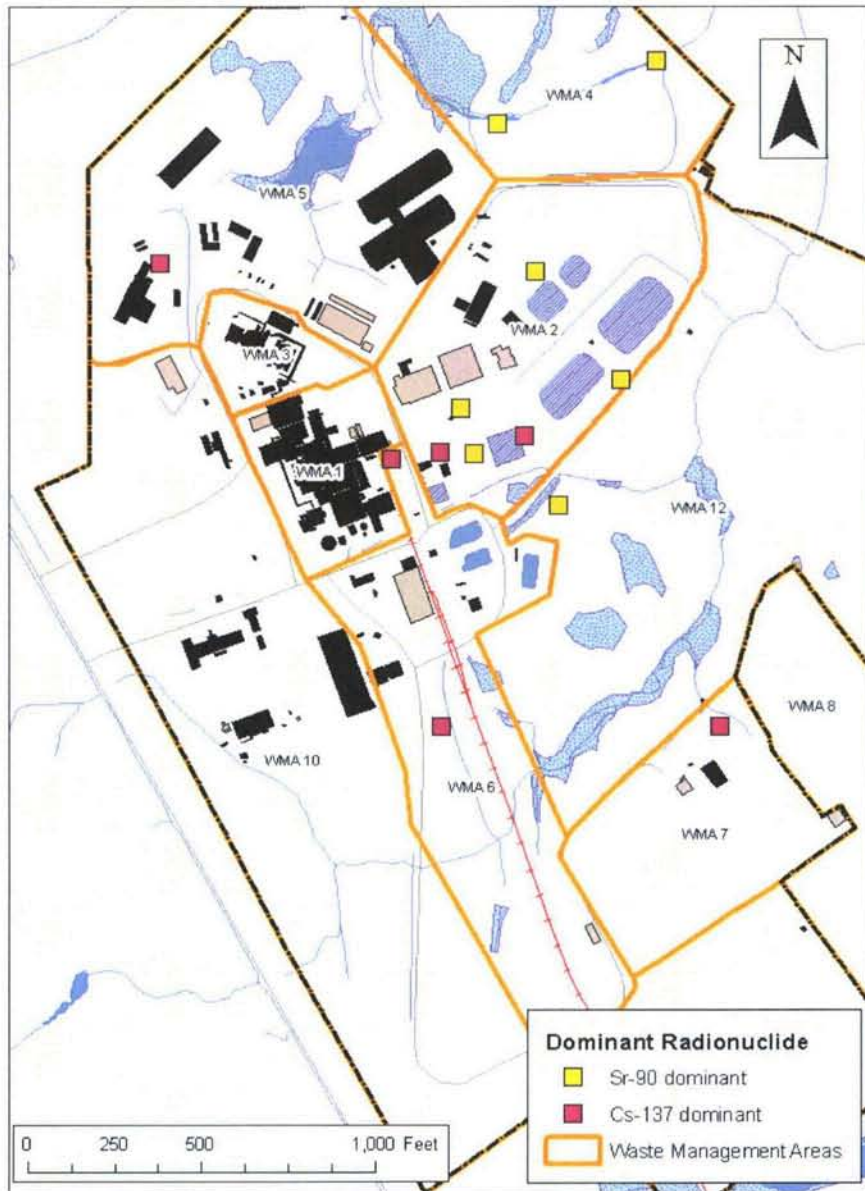 N
WMA 4
WMA 5
WMA 2
WMA 3
WMA 1
WMA 12
WMA 8
WMA 10
WMA 6
WMA 7
Dominant Radionuclide
Sr-90 dominant
Cs-137 dominant
Waste Management Areas
0 250 500 1,000 Feet